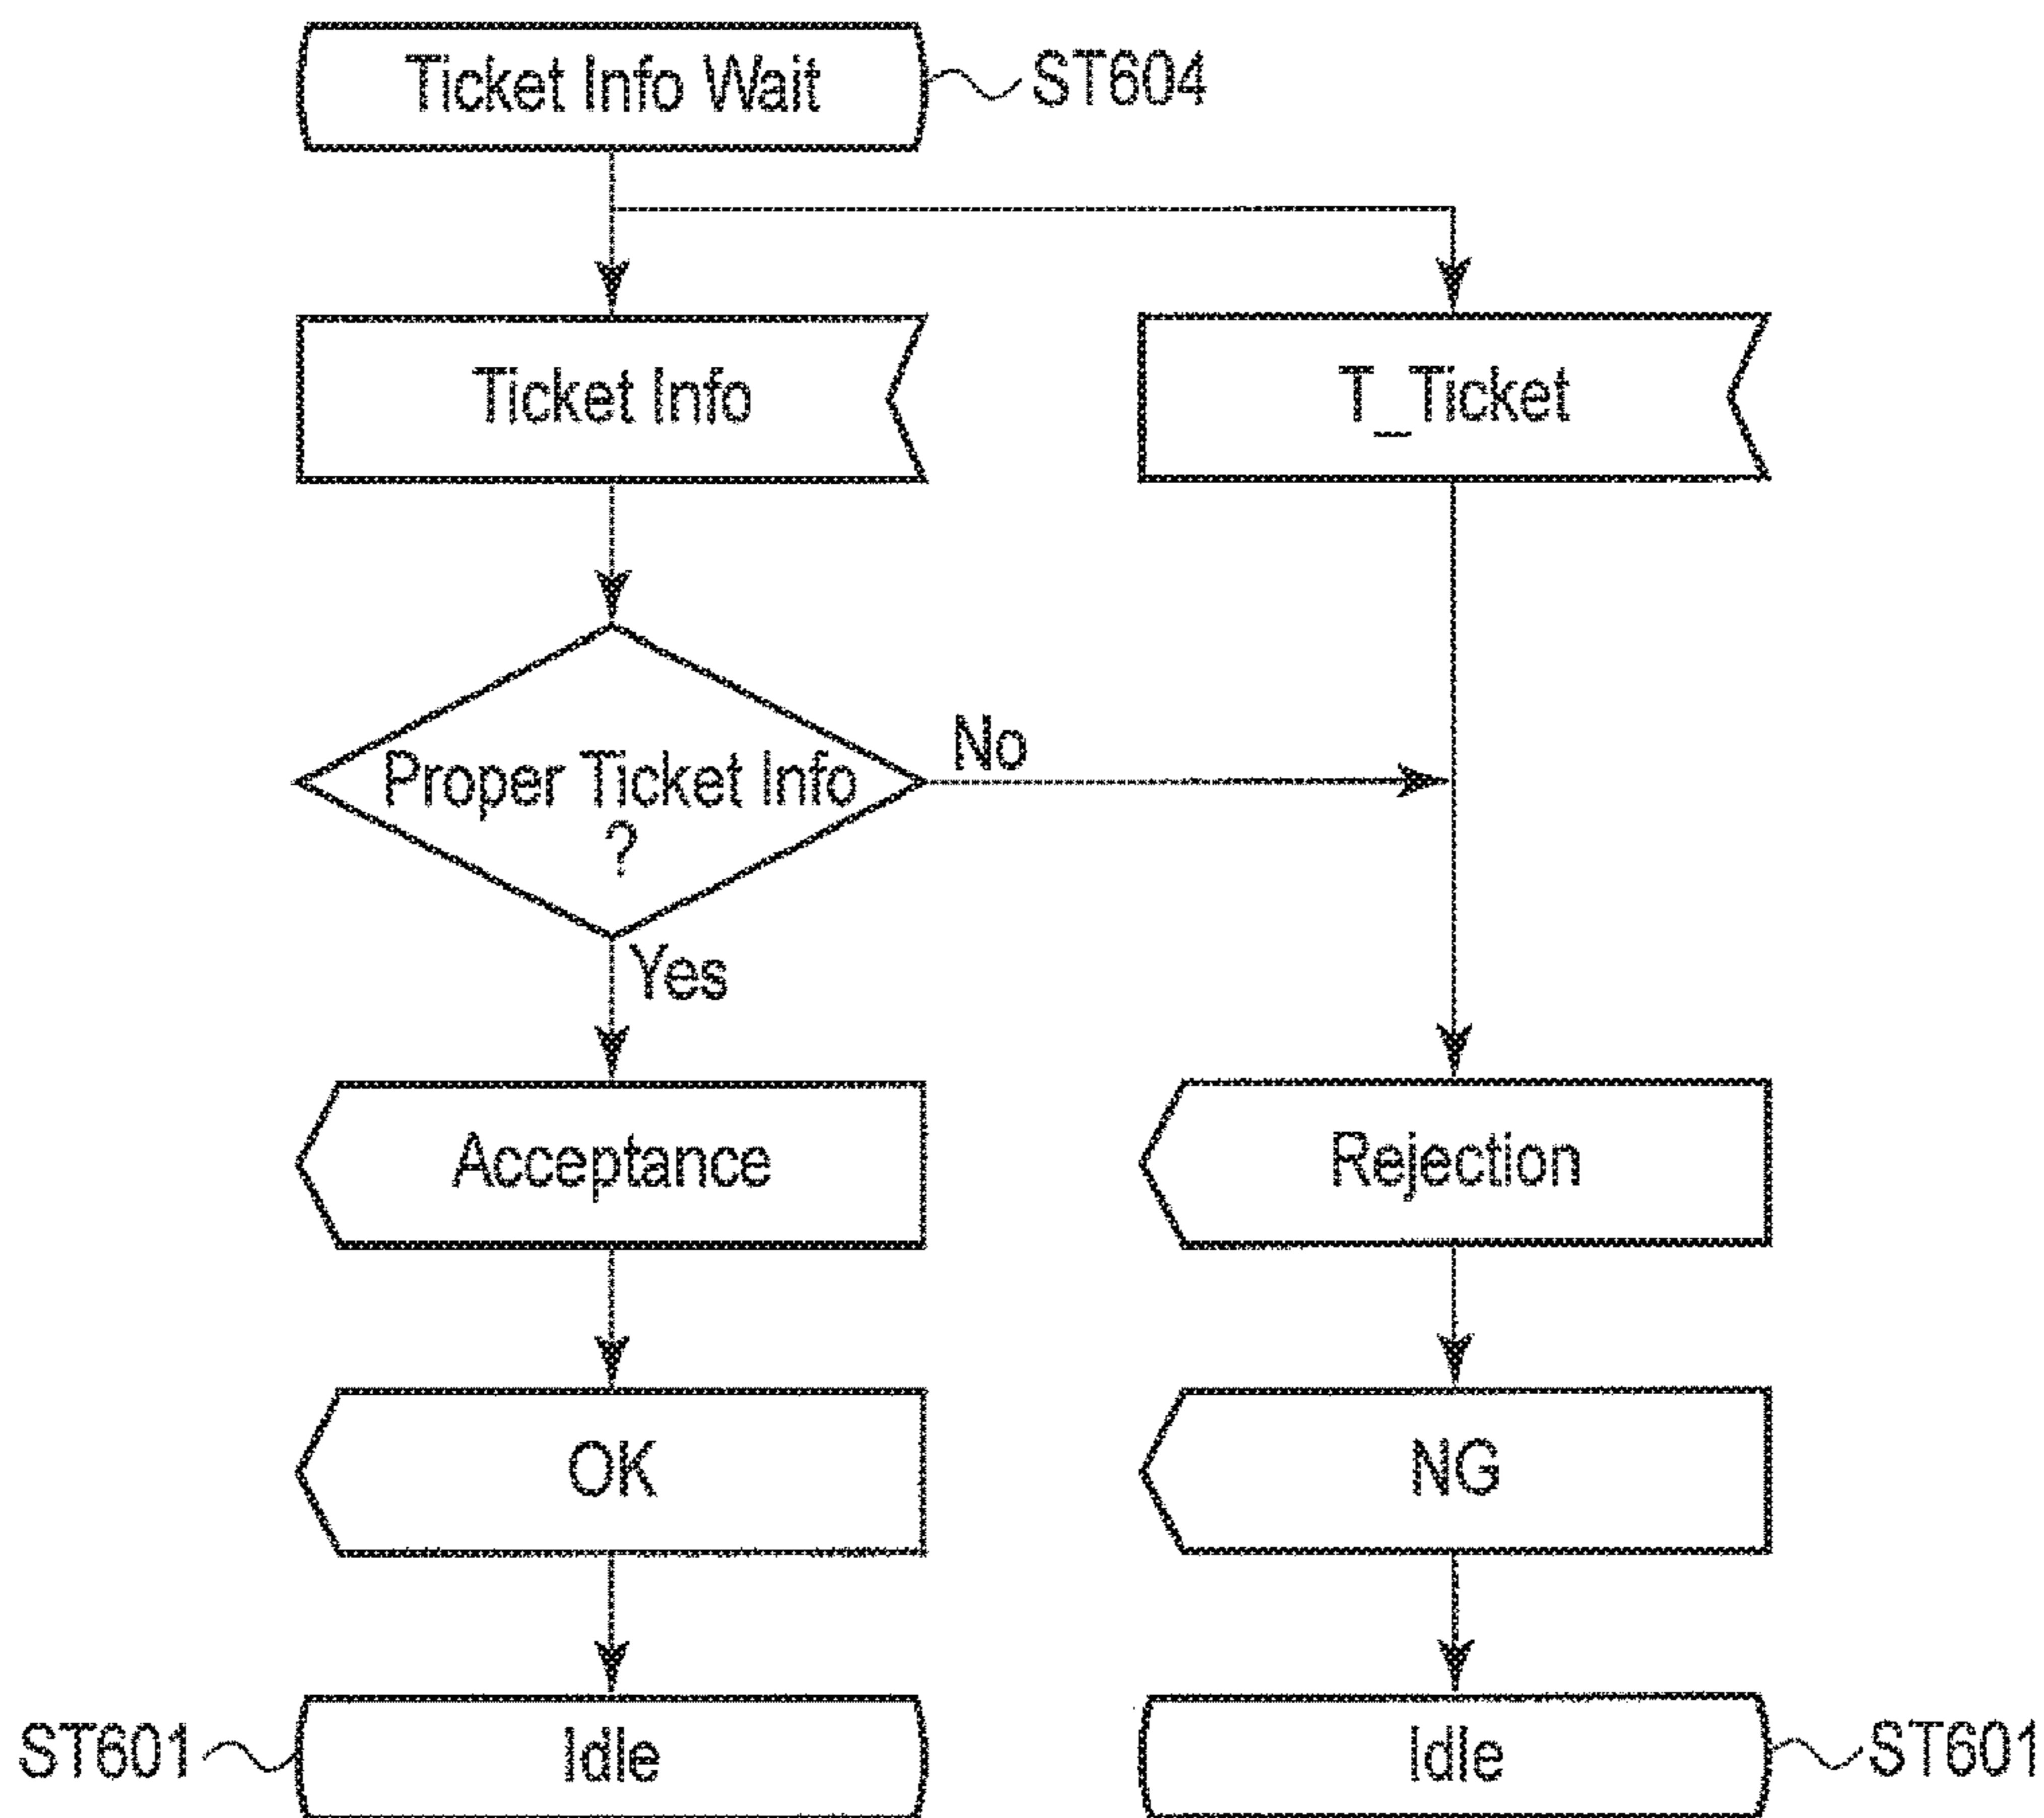 Ticket Info Wait
ST604
Ticket Info
T_Ticket
Proper Ticket Info
?
No
Yes
Acceptance
Rejection
OK
NG
ST601
Idle
Idle
ST601